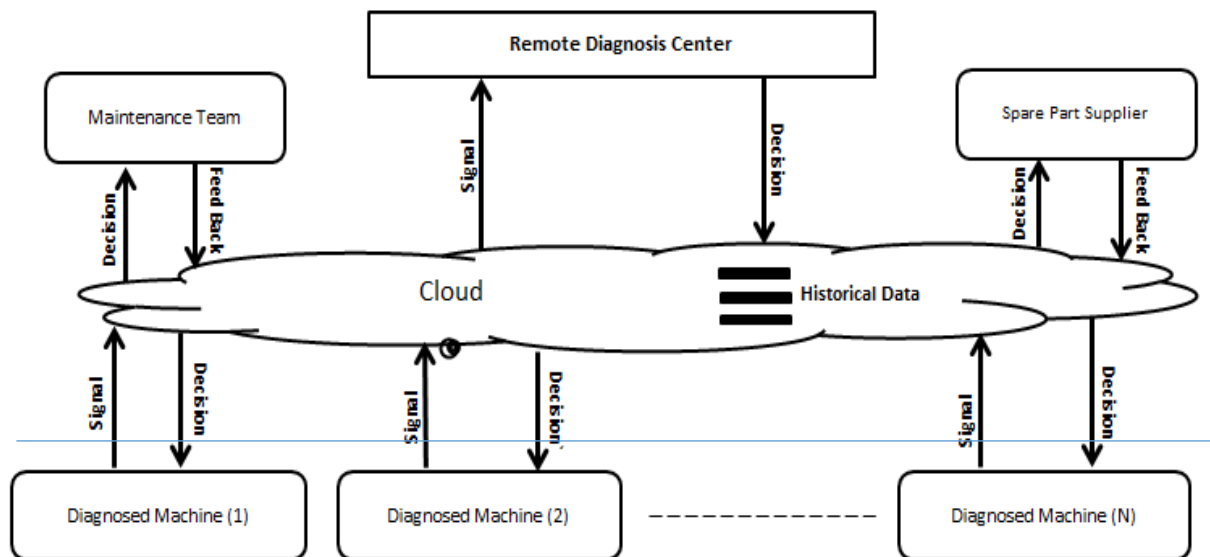 Remote Diagnosis Center
Maintenance Team
Spare Part Supplier
Decision
Feed Back
Signal
Decision
Decision
Feed Back
Cloud
Historical Data
Signal
Decision
Signal
Decision`
Signal
Decision
Diagnosed Machine (1)
Diagnosed Machine (2)
Diagnosed Machine (N)